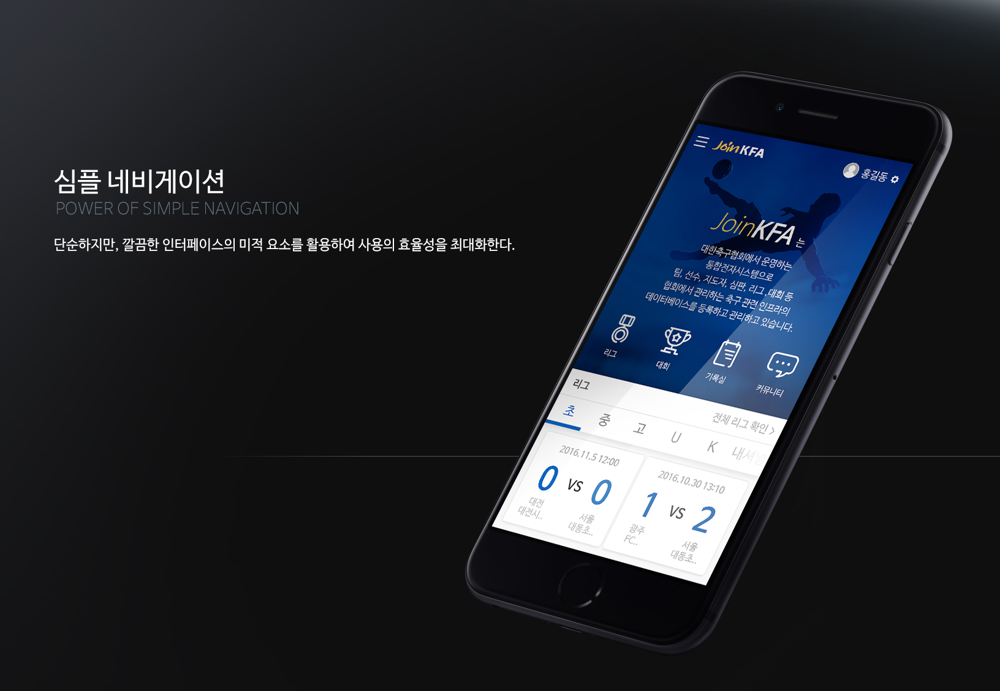 심플 네비게이션
POWER OF SIMPLE NAVIGATION
단순하지만, 깔끔한 인터페이스의 미적 요소를 활용하여 사용의 효율성을 최대화한다.
Join KFA
홍길동
JoinKFA 는
대한축구협회에서 운영하는
통합전자시스템으로
팀, 선수, 지도자, 심판, 리그, 대회 등
협회에서 관리하는 축구 관련 인프라의
데이터베이스를 등록하고 관리하고 있습니다.
리그
대회
기록실
커뮤니티
리그
전체 리그 확인 >
초 중 고 U K 내셔널
2016.11.5 12:00
0 VS 0
대전
대전시..
서울
대동초..
2016.10.30 13:10
1 VS 2
광주
FC..
서울
대동초..